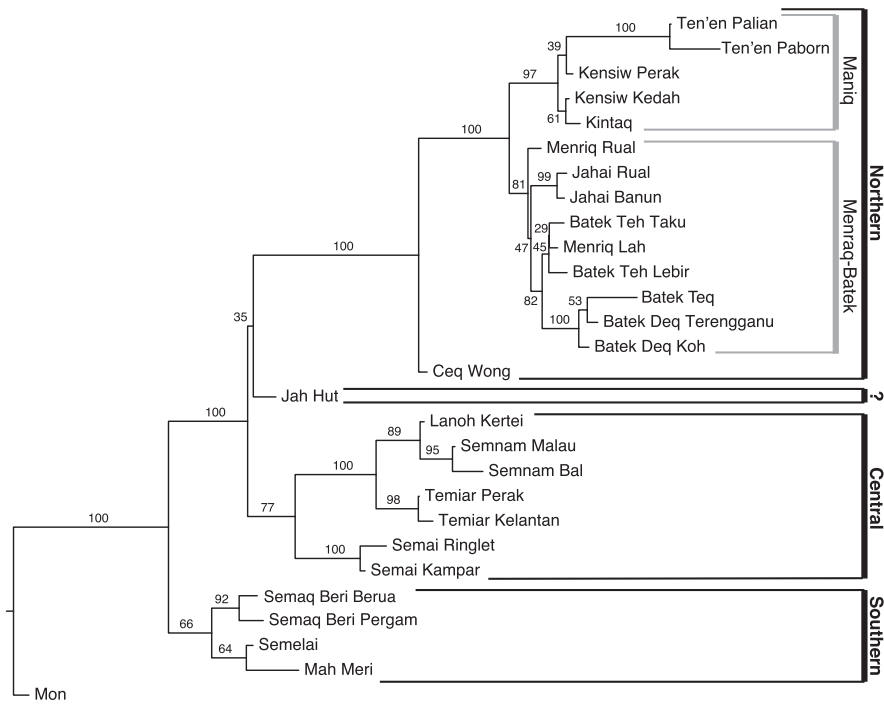 Ten'en Palian
100
Ten'en Paborn
39
Kensiw Perak
97
Kensiw Kedah
61
Kintaq
Maniq
100
Menriq Rual
Jahai Rual
99
81
Jahai Banun
Batek Teh Taku
29
47
45
Menriq Lah
Batek Teh Lebir
82
53
Batek Teq
100
Batek Deq Terengganu
Batek Deq Koh
Menraq-Batek
Northern
100
35
Ceq Wong
Jah Hut
?
100
Lanoh Kertei
89
95
Semnam Malau
Semnam Bal
100
Temiar Perak
98
Temiar Kelantan
77
Semai Ringlet
100
Semai Kampar
Central
100
Semaq Beri Berua
92
Semaq Beri Pergam
66
Semelai
64
Mah Meri
Southern
Mon